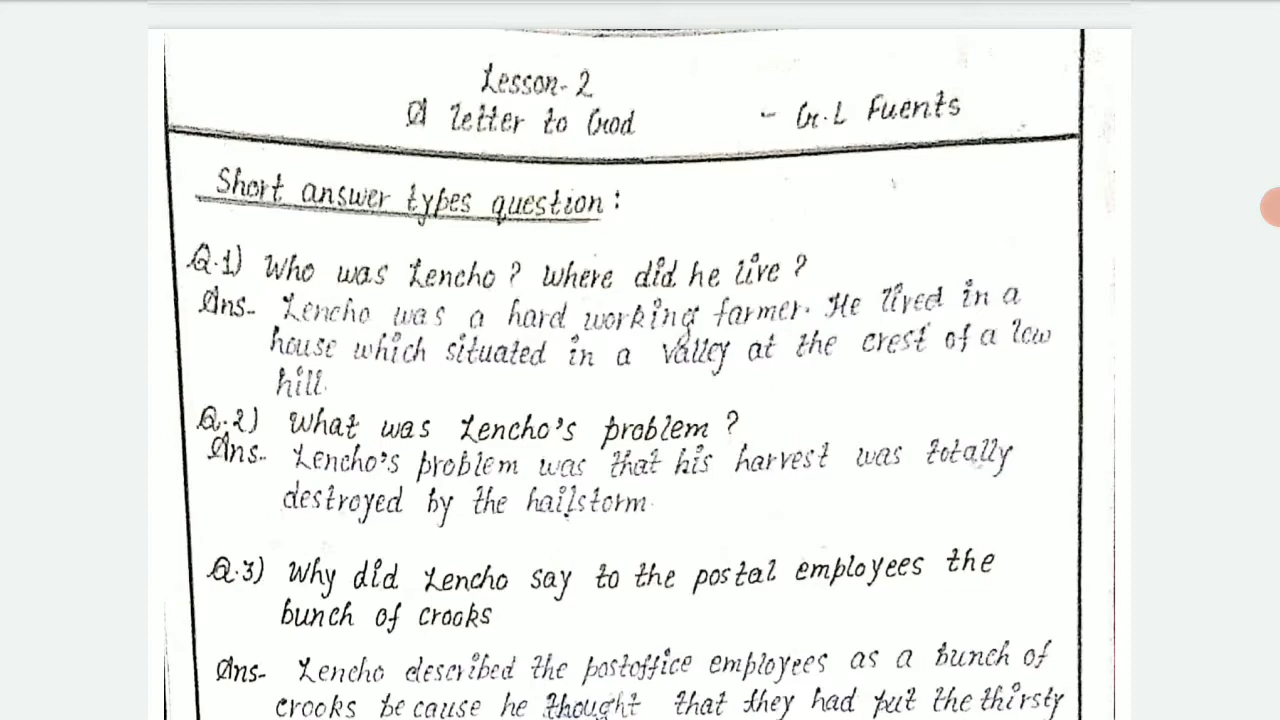 Lesson-2
A letter to God - G.L Fuents
Short answer types question:
Q.1) Who was Lencho? where did he live?
Ans- Lencho was a hard working farmer. He lived in a
house which situated in a valley at the crest of a low
hill.
Q.2) What was Lencho's problem?
Ans- Lencho's problem was that his harvest was totally
destroyed by the hailstorm.
Q.3) Why did Lencho say to the postal employees the
bunch of crooks
Ans- Lencho described the postoffice employees as a bunch of
crooks because he thought that they had put the thirsty